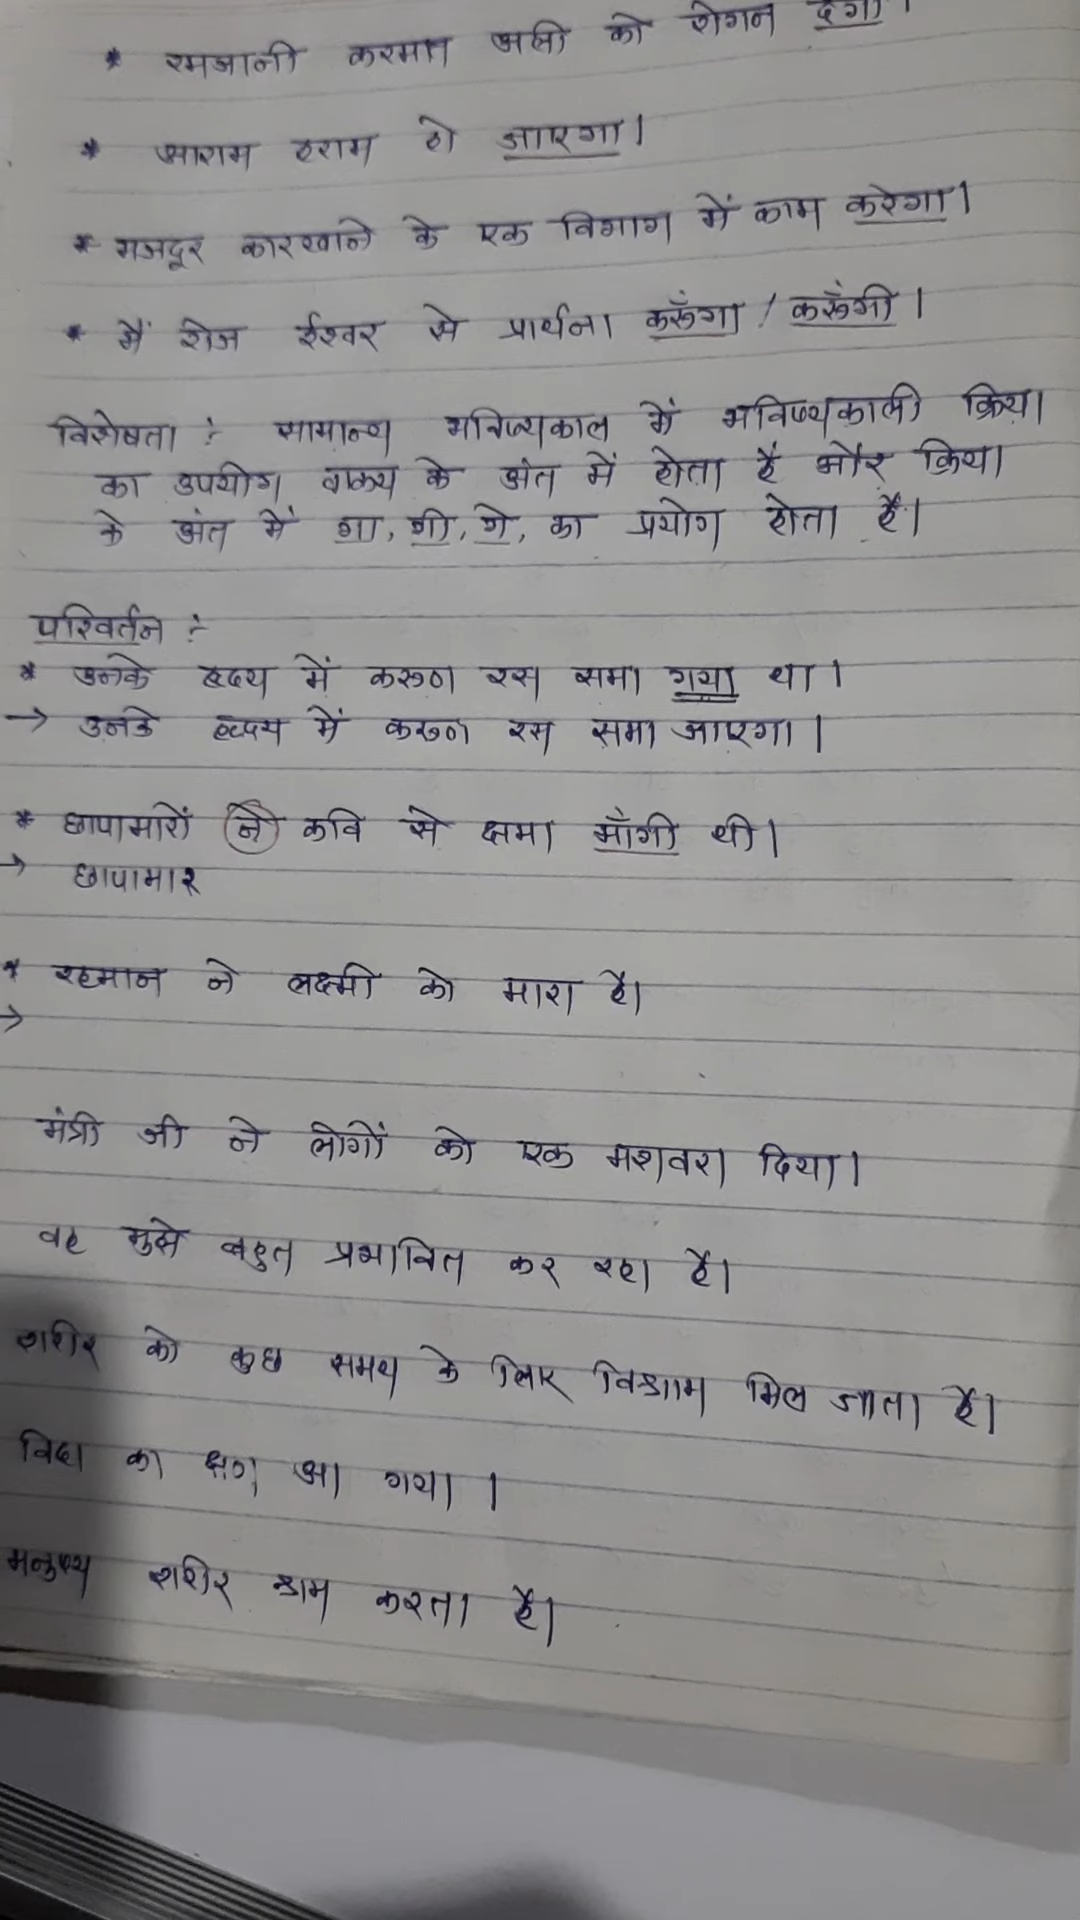 * रमजानी करमत अली को रोगन देगा।
* आराम हराम हो जाएगा।
* मजदूर कारखाने के एक विभाग में काम करेगा।
* मैं रोज ईश्वर से प्रार्थना करूँगा / करूँगी।
विशेषता : सामान्य भविष्यकाल में भविष्यकाली क्रिया
का उपयोग वाक्य के अंत में होता है और क्रिया
के अंत में गा, गी, गे, का प्रयोग होता है।
परिवर्तन :
* उनके हृदय में करुण रस समा गया था।
→ उनके हृदय में करुण रस समा जाएगा।
* छापामारों ने कवि से क्षमा माँगी थी।
→ छापामार
* रहमान ने लक्ष्मी को मारा है।
→
मंत्री जी ने लोगों को एक मशवरा दिया।
वह मुझे बहुत प्रभावित कर रहा है।
शरीर को कुछ समय के लिए विश्राम मिल जाता है।
विदा का क्षण आ गया।
मनुष्य शरीर श्रम करता है।